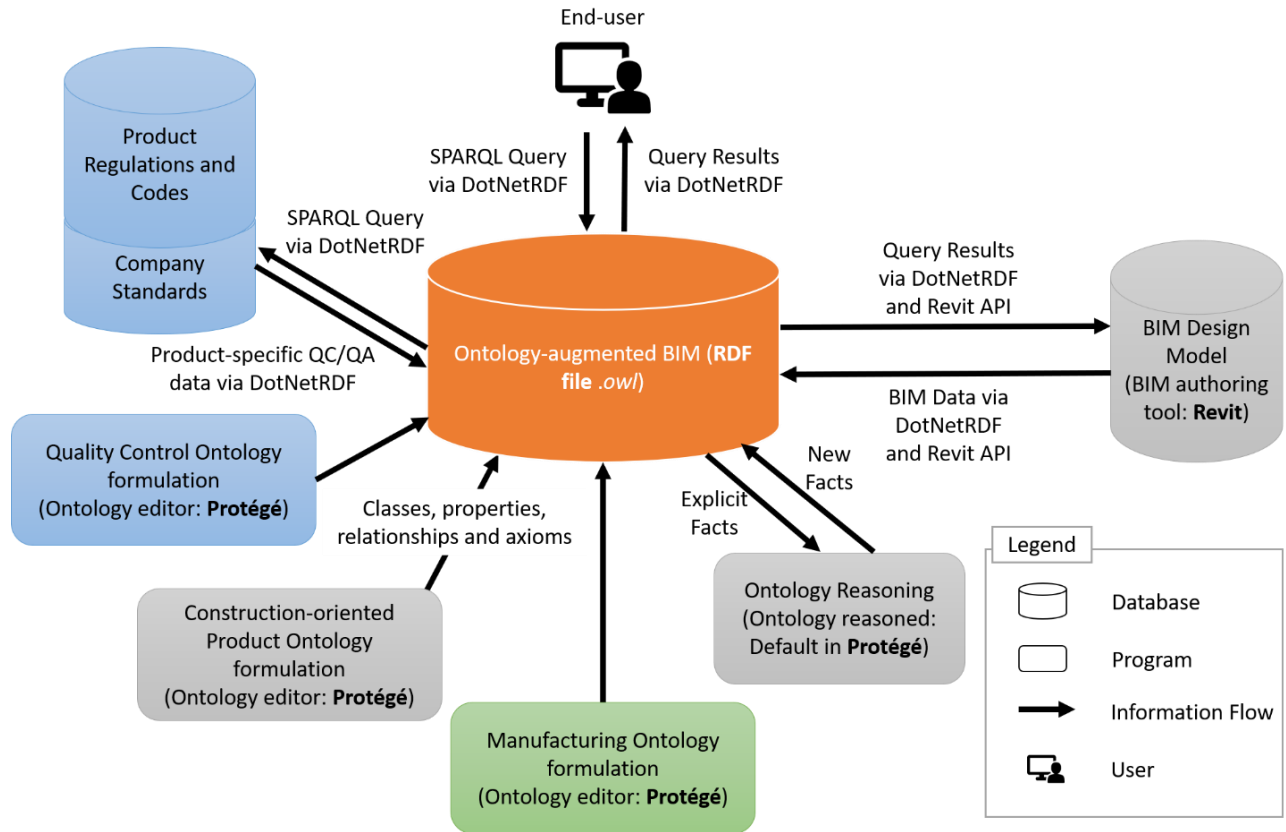 End-user
Product
Regulations and
Codes
Company
Standards
SPARQL Query
via DotNetRDF
Query Results
via DotNetRDF
SPARQL Query
via DotNetRDF
Product-specific QC/QA
data via DotNetRDF
Ontology-augmented BIM (RDF
file .owl)
Query Results
via DotNetRDF
and Revit API
BIM Data via
DotNetRDF
and Revit API
BIM Design
Model
(BIM authoring
tool: Revit)
Quality Control Ontology
formulation
(Ontology editor: Protégé)
Classes, properties,
relationships and axioms
Explicit
Facts
New
Facts
Construction-oriented
Product Ontology
formulation
(Ontology editor: Protégé)
Manufacturing Ontology
formulation
(Ontology editor: Protégé)
Ontology Reasoning
(Ontology reasoned:
Default in Protégé)
Legend
Database
Program
Information Flow
User